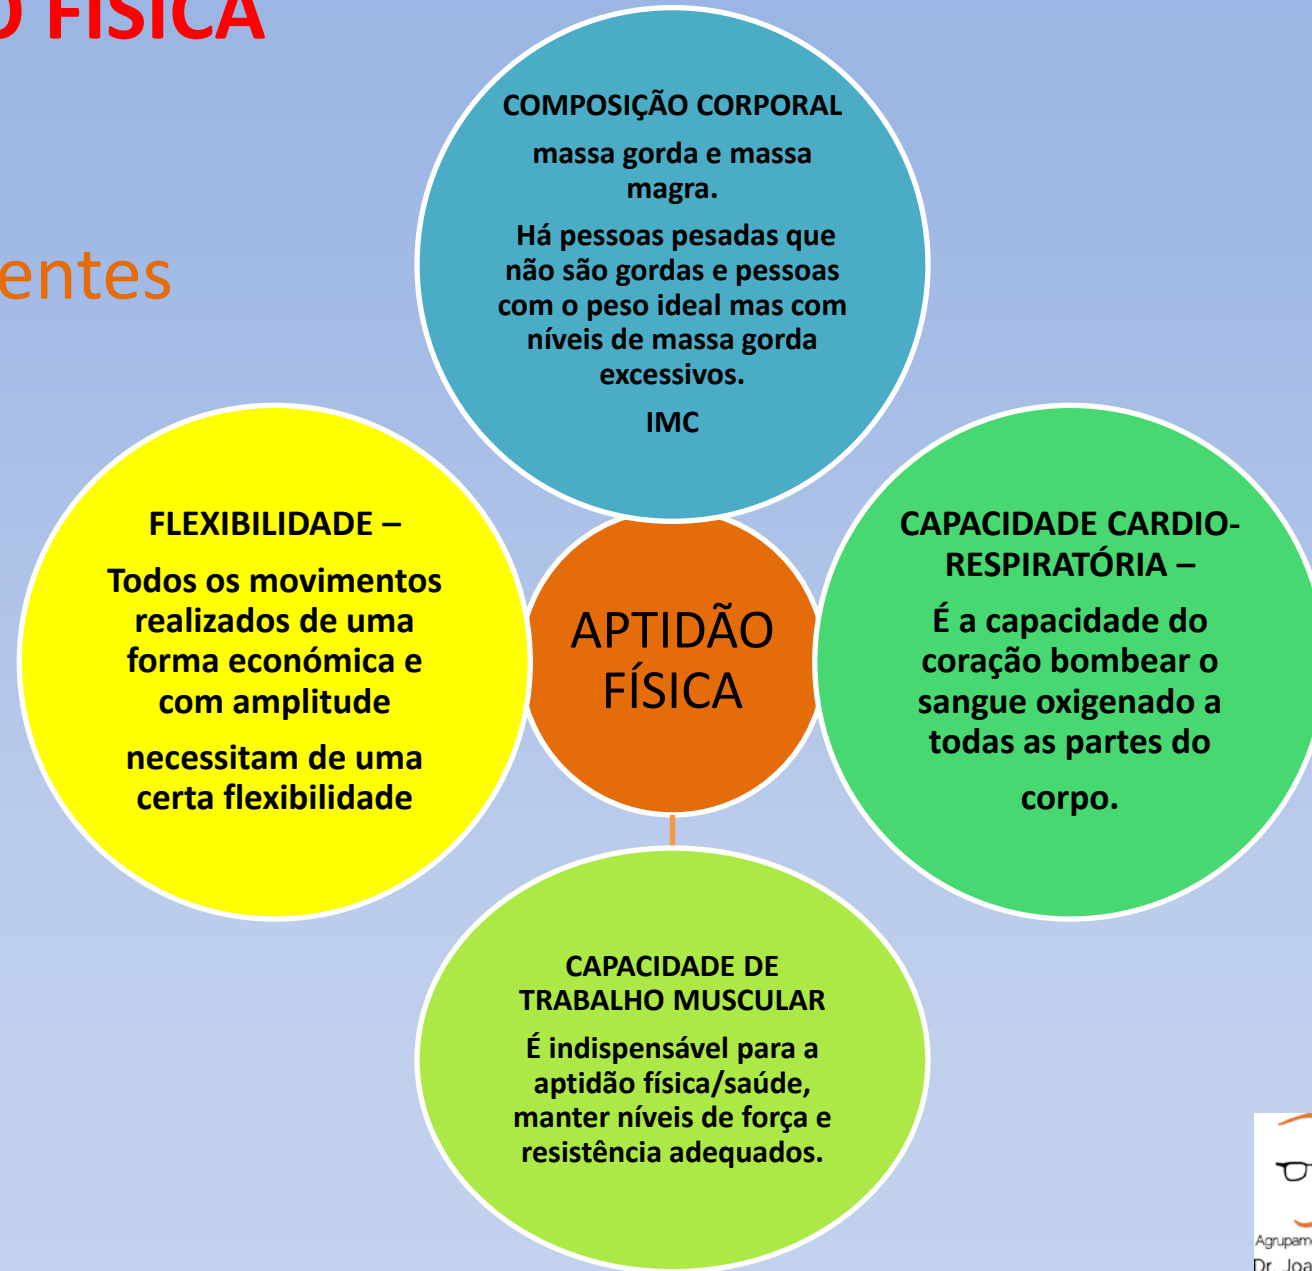 FÍSICA
entes
COMPOSIÇÃO CORPORAL
massa gorda e massa
magra.
Há pessoas pesadas que
não são gordas e pessoas
com o peso ideal mas com
níveis de massa gorda
excessivos.
IMC
FLEXIBILIDADE –
Todos os movimentos
realizados de uma
forma económica e
com amplitude
necessitam de uma
certa flexibilidade
APTIDÃO
FÍSICA
CAPACIDADE CARDIO-
RESPIRATÓRIA –
É a capacidade do
coração bombear o
sangue oxigenado a
todas as partes do
corpo.
CAPACIDADE DE
TRABALHO MUSCULAR
É indispensável para a
aptidão física/saúde,
manter níveis de força e
resistência adequados.
Agrupam
Dr. Joa